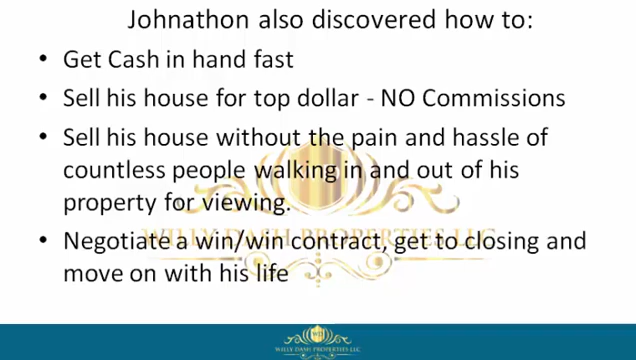 Johnathon also discovered how to:
• Get Cash in hand fast
• Sell his house for top dollar - NO Commissions
• Sell his house without the pain and hassle of
countless people walking in and out of his
property for viewing.
• Negotiate a win/win contract, get to closing and
move on with his life
WILLY DASH PROPERTIES LLC
WILLY DASH PROPERTIES LLC